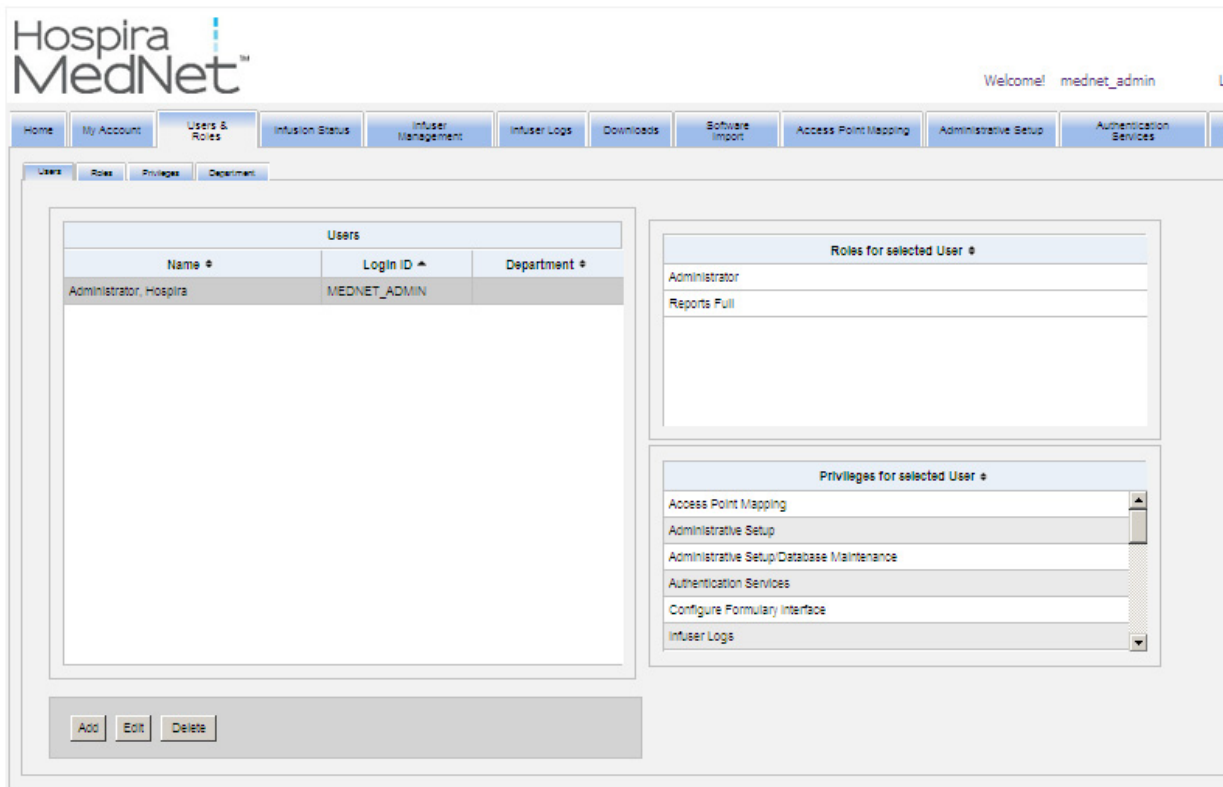 Hospira
MedNet™
Welcome! mednet_admin
Home My Account Users & Roles Infusion Status Infuser Management Infuser Logs Downloads Software Import Access Point Mapping Administrative Setup Authentication Services
Users Roles Privileges Department
Users
Name Login ID Department
Administrator, Hospira MEDNET_ADMIN
Roles for selected User
Administrator
Reports Full
Privileges for selected User
Access Point Mapping
Administrative Setup
Administrative Setup/Database Maintenance
Authentication Services
Configure Formulary Interface
Infuser Logs
Add Edit Delete